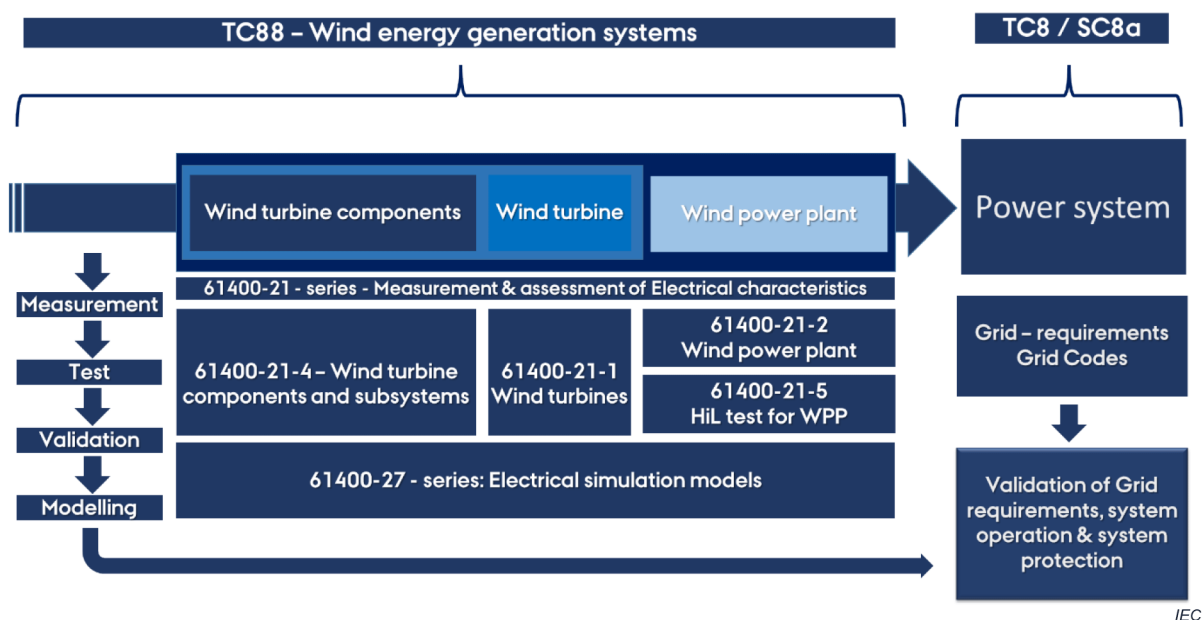 TC88 – Wind energy generation systems
TC8 / SC8a
Wind turbine components
Wind turbine
Wind power plant
Power system
Measurement
Test
Validation
Modelling
61400-21 - series - Measurement & assessment of Electrical characteristics
61400-21-4 – Wind turbine
components and subsystems
61400-21-1
Wind turbines
61400-21-2
Wind power plant
61400-21-5
HiL test for WPP
61400-27 - series: Electrical simulation models
Grid – requirements
Grid Codes
Validation of Grid
requirements, system
operation & system
protection
IEC